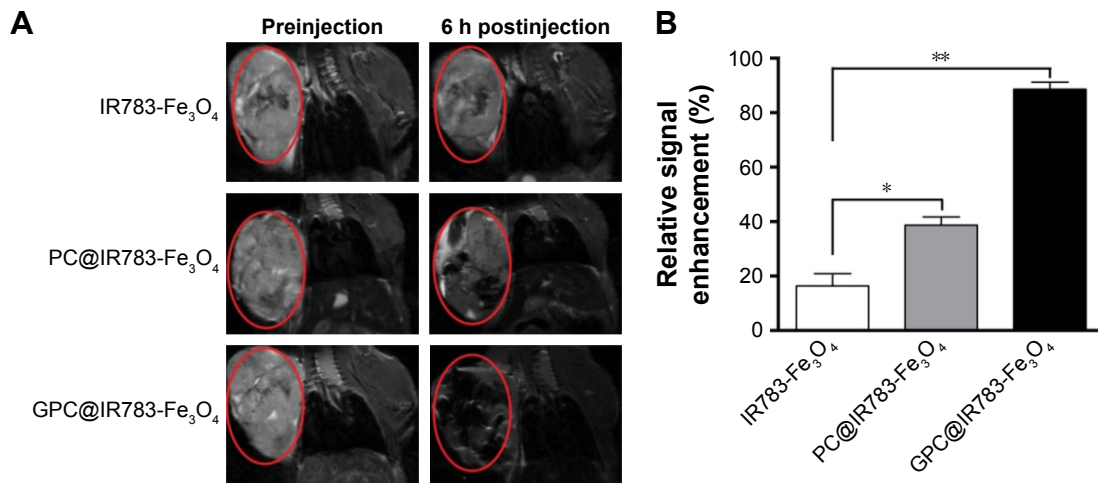 A
Preinjection
6 h postinjection
IR783-Fe₃O₄
PC@IR783-Fe₃O₄
GPC@IR783-Fe₃O₄
B
Relative signal
enhancement (%)
100
80
60
40
20
0
**
*
IR783-Fe₃O₄
PC@IR783-Fe₃O₄
GPC@IR783-Fe₃O₄